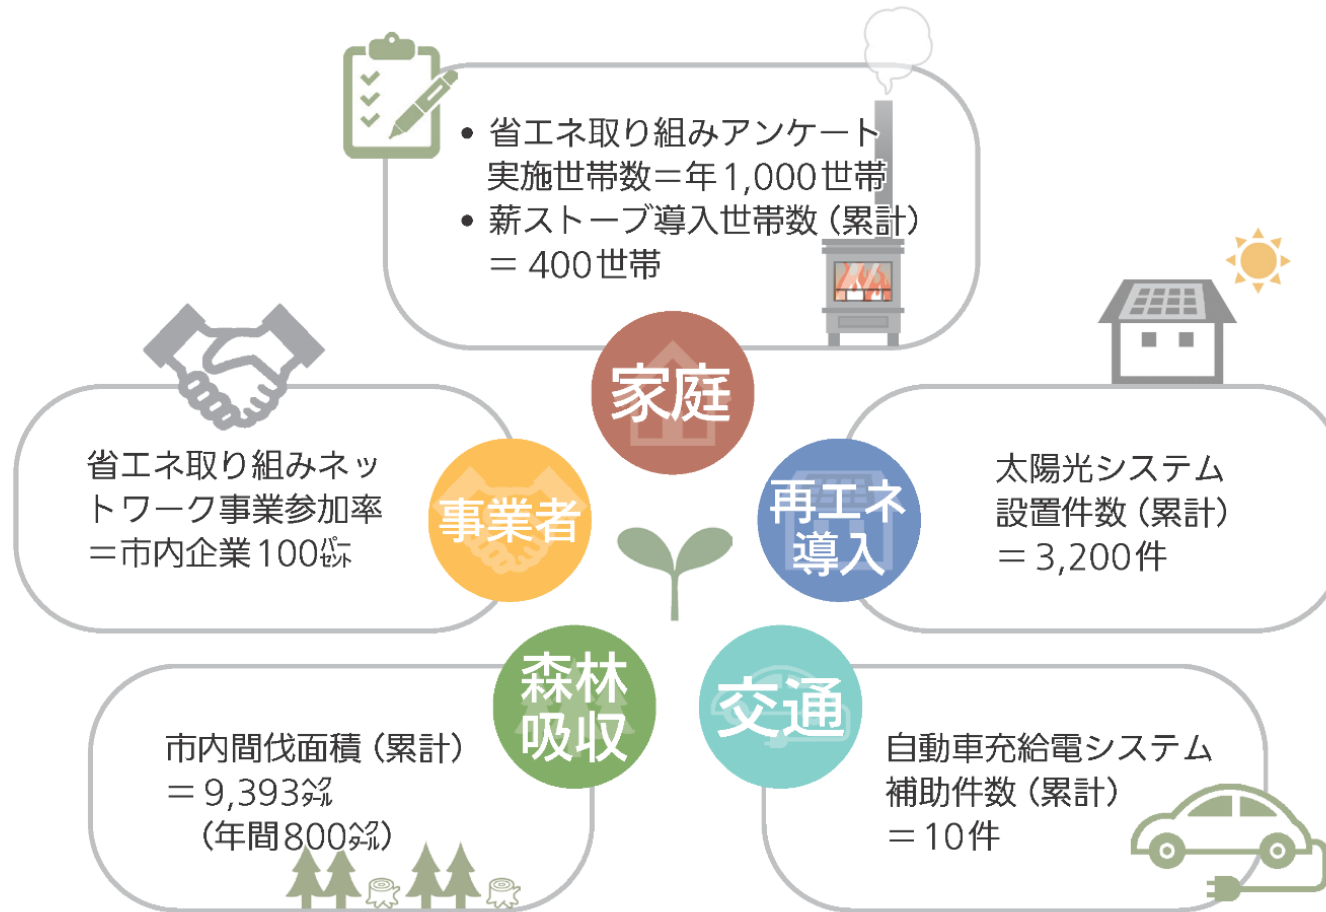 • 省エネ取り組みアンケート
実施世帯数＝年1,000世帯
• 薪ストーブ導入世帯数（累計）
＝400世帯
家庭
省エネ取り組みネッ
トワーク事業参加率
＝市内企業100㌫
事業者
再エネ
導入
太陽光システム
設置件数（累計）
＝3,200件
森林
吸収
市内間伐面積（累計）
＝9,393㌶
（年間800㌶）
交通
自動車充給電システム
補助件数（累計）
＝10件